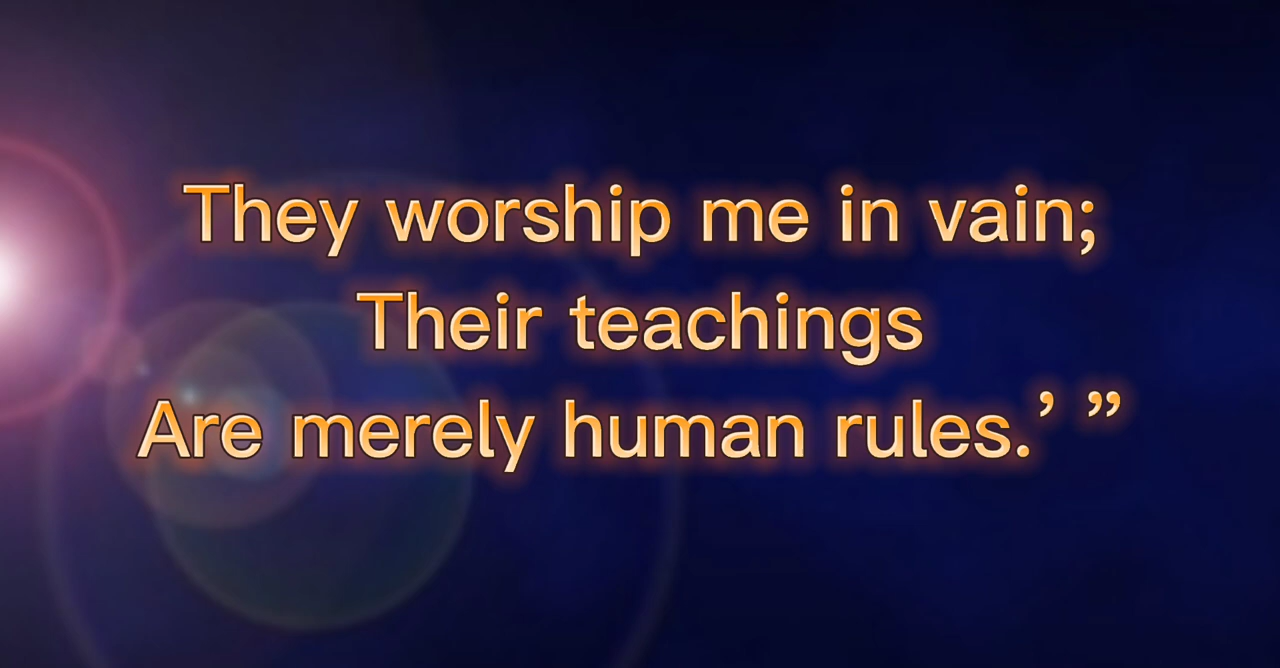 They worship me in vain;
Their teachings
Are merely human rules.’ ”